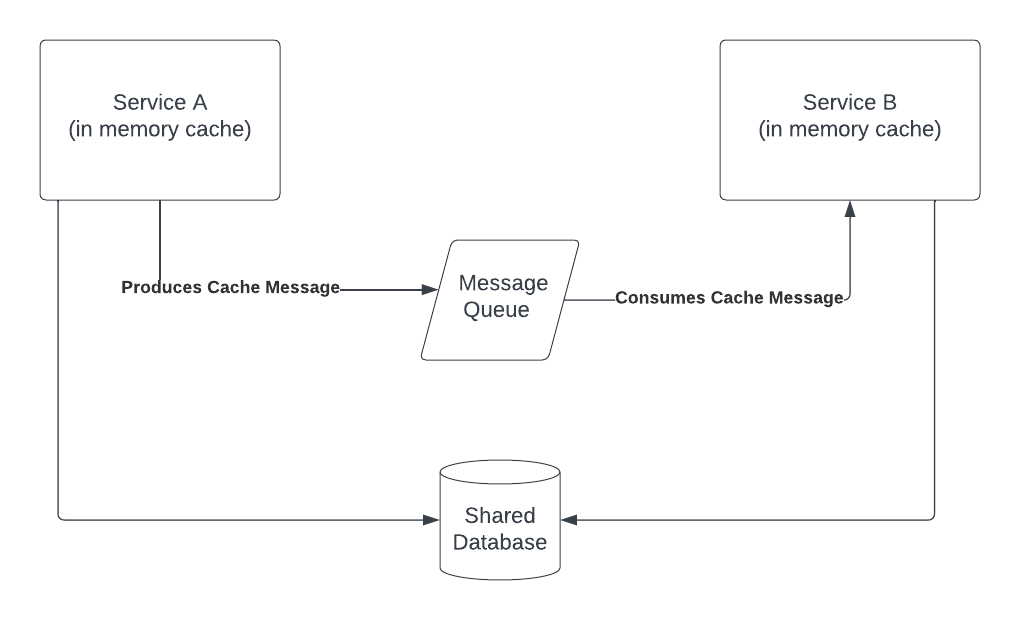 Service A
(in memory cache)
Service B
(in memory cache)
Produces Cache Message
Message
Queue
Consumes Cache Message
Shared
Database